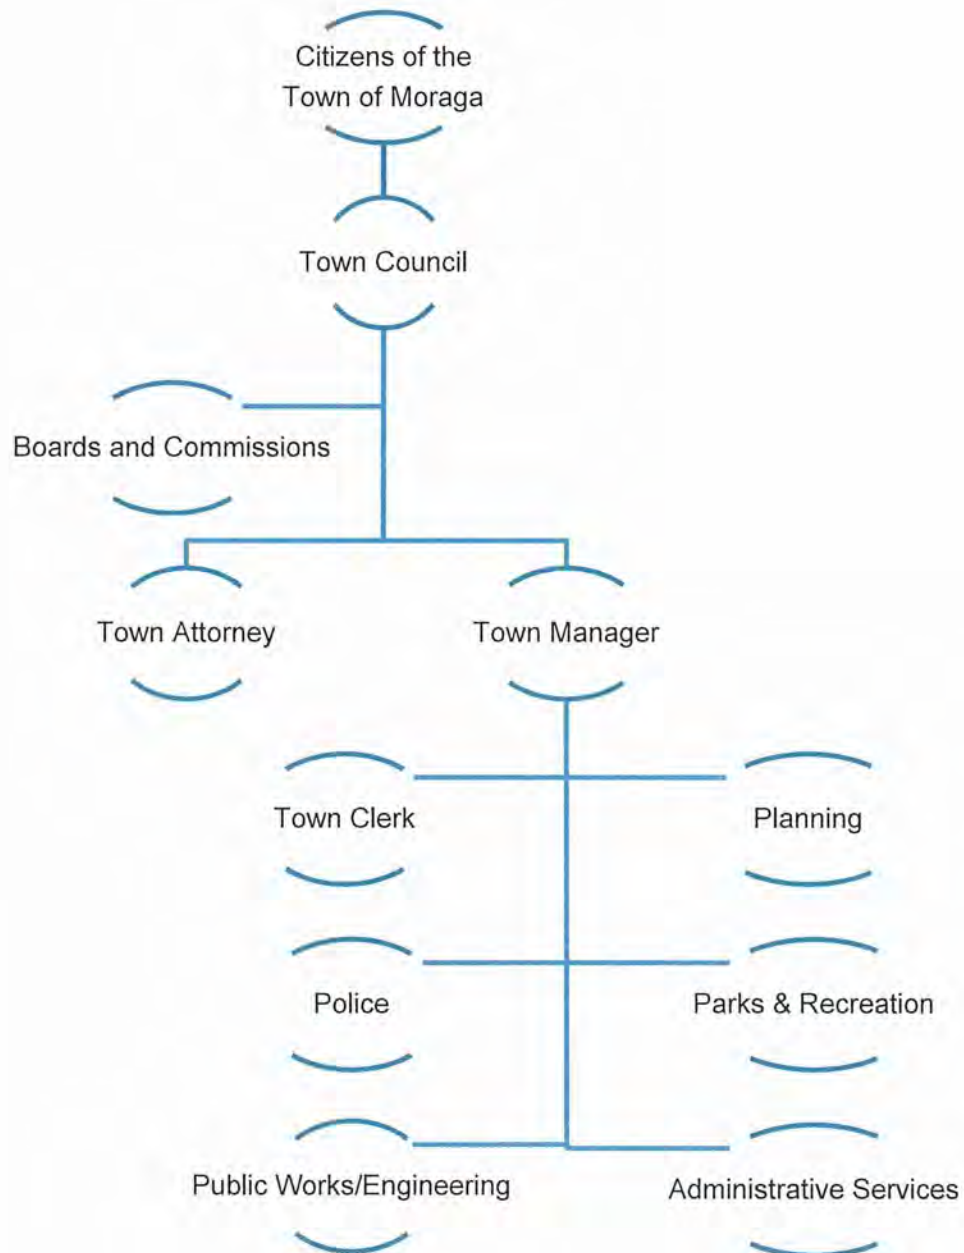 Citizens of the
Town of Moraga
Town Council
Boards and Commissions
Town Attorney
Town Manager
Town Clerk
Planning
Police
Parks & Recreation
Public Works/Engineering
Administrative Services